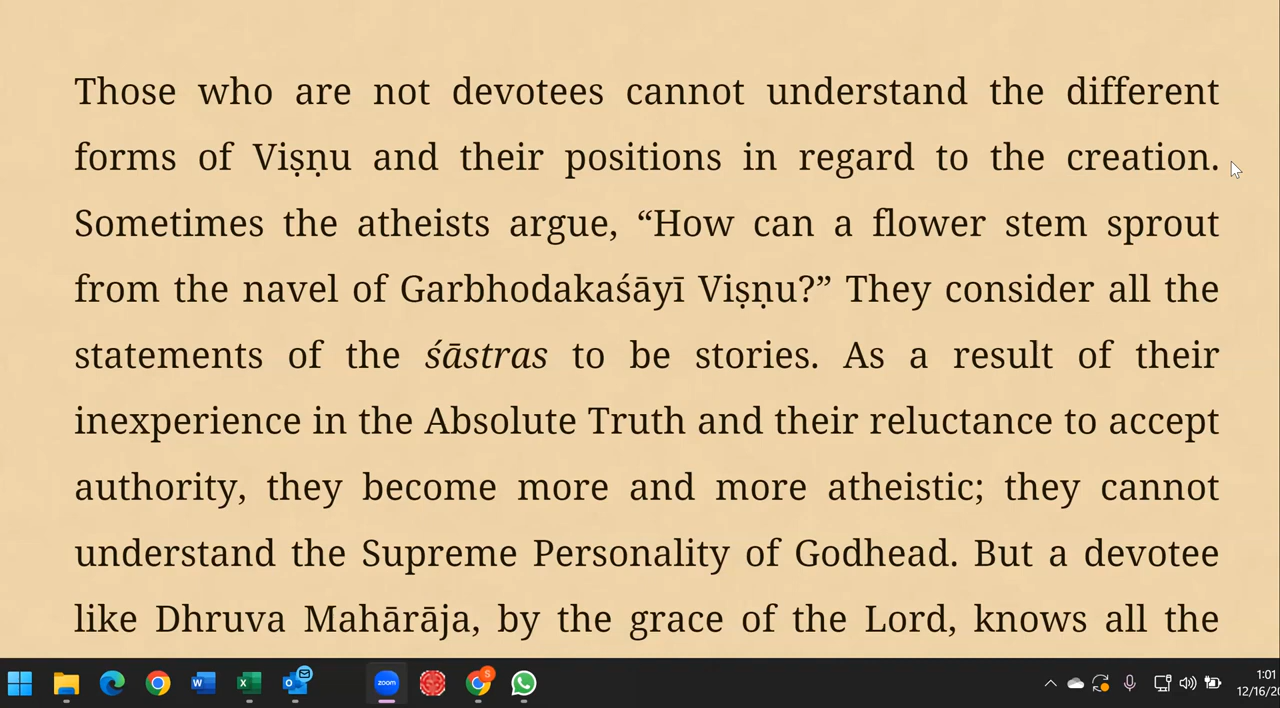 Those who are not devotees cannot understand the different
forms of Viṣṇu and their positions in regard to the creation.
Sometimes the atheists argue, “How can a flower stem sprout
from the navel of Garbhodakaśāyī Viṣṇu?” They consider all the
statements of the śāstras to be stories. As a result of their
inexperience in the Absolute Truth and their reluctance to accept
authority, they become more and more atheistic; they cannot
understand the Supreme Personality of Godhead. But a devotee
like Dhruva Mahārāja, by the grace of the Lord, knows all the
zoom
S
1:01
12/16/20